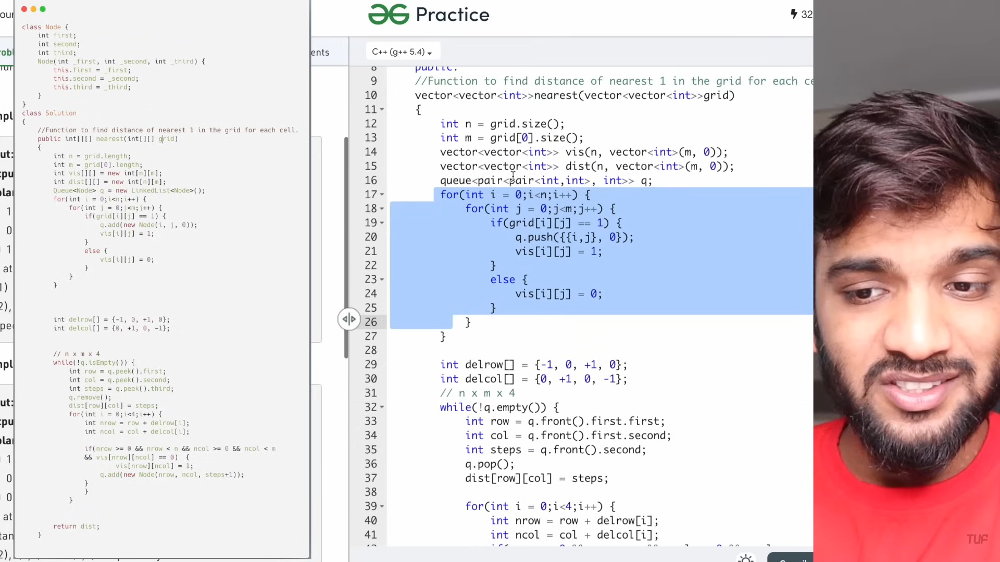 class Node {
int first;
int second;
int third;
Node(int _first, int _second, int _third) {
this.first = _first;
this.second = _second;
this.third = _third;
}
}
class Solution
{
//Function to find distance of nearest 1 in the grid for each cell.
public int[][] nearest(int[][] grid)
{
int n = grid.length;
int m = grid[0].length;
int vis[][] = new int[n][m];
int dist[][] = new int[n][m];
Queue<Node> q = new LinkedList<Node>();
for(int i = 0;i<n;i++) {
for(int j = 0;j<m;j++) {
if(grid[i][j] == 1) {
q.add(new Node(i, j, 0));
vis[i][j] = 1;
}
else {
vis[i][j] = 0;
}
}
}
int delrow[] = {-1, 0, +1, 0};
int delcol[] = {0, +1, 0, -1};
// n x m x 4
while(!q.isEmpty()) {
int row = q.peek().first;
int col = q.peek().second;
int steps = q.peek().third;
q.remove();
dist[row][col] = steps;
for(int i = 0;i<4;i++) {
int nrow = row + delrow[i];
int ncol = col + delcol[i];
if(nrow >= 0 && nrow < n && ncol >= 0 && ncol < m
&& vis[nrow][ncol] == 0) {
vis[nrow][ncol] = 1;
q.add(new Node(nrow, ncol, steps+1));
}
}
}
return dist;
}
Practice
32
ents
C++ (g++ 5.4)
8 public:
9 //Function to find distance of nearest 1 in the grid for each ce
10 vector<vector<int>>nearest(vector<vector<int>>grid)
11 {
12 int n = grid.size();
13 int m = grid[0].size();
14 vector<vector<int>> vis(n, vector<int>(m, 0));
15 vector<vector<int>> dist(n, vector<int>(m, 0));
16 queue<pair<pair<int,int>, int>> q;
17 for(int i = 0;i<n;i++) {
18 for(int j = 0;j<m;j++) {
19 if(grid[i][j] == 1) {
20 q.push({{i,j}, 0});
21 vis[i][j] = 1;
22 }
23 else {
24 vis[i][j] = 0;
25 }
26 }
27 }
28
29 int delrow[] = {-1, 0, +1, 0};
30 int delcol[] = {0, +1, 0, -1};
31 // n x m x 4
32 while(!q.empty()) {
33 int row = q.front().first.first;
34 int col = q.front().first.second;
35 int steps = q.front().second;
36 q.pop();
37 dist[row][col] = steps;
38
39 for(int i = 0;i<4;i++) {
40 int nrow = row + delrow[i];
41 int ncol = col + delcol[i];
TUF